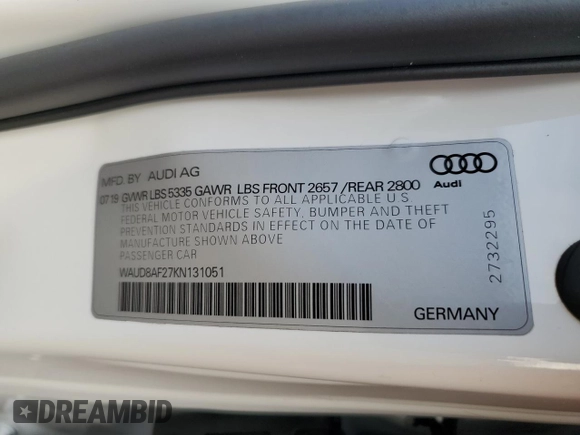 MFD. BY AUDI AG
07.19 GVWR LBS 5335 GAWR LBS FRONT 2657 /REAR 2800
THIS VEHICLE CONFORMS TO ALL APPLICABLE U S
FEDERAL MOTOR VEHICLE SAFETY, BUMPER AND THEFT
PREVENTION STANDARDS IN EFFECT ON THE DATE OF
MANUFACTURE SHOWN ABOVE
PASSENGER CAR
WAUD8AF27KN131051
GERMANY
Audi
2732295
DREAMBID